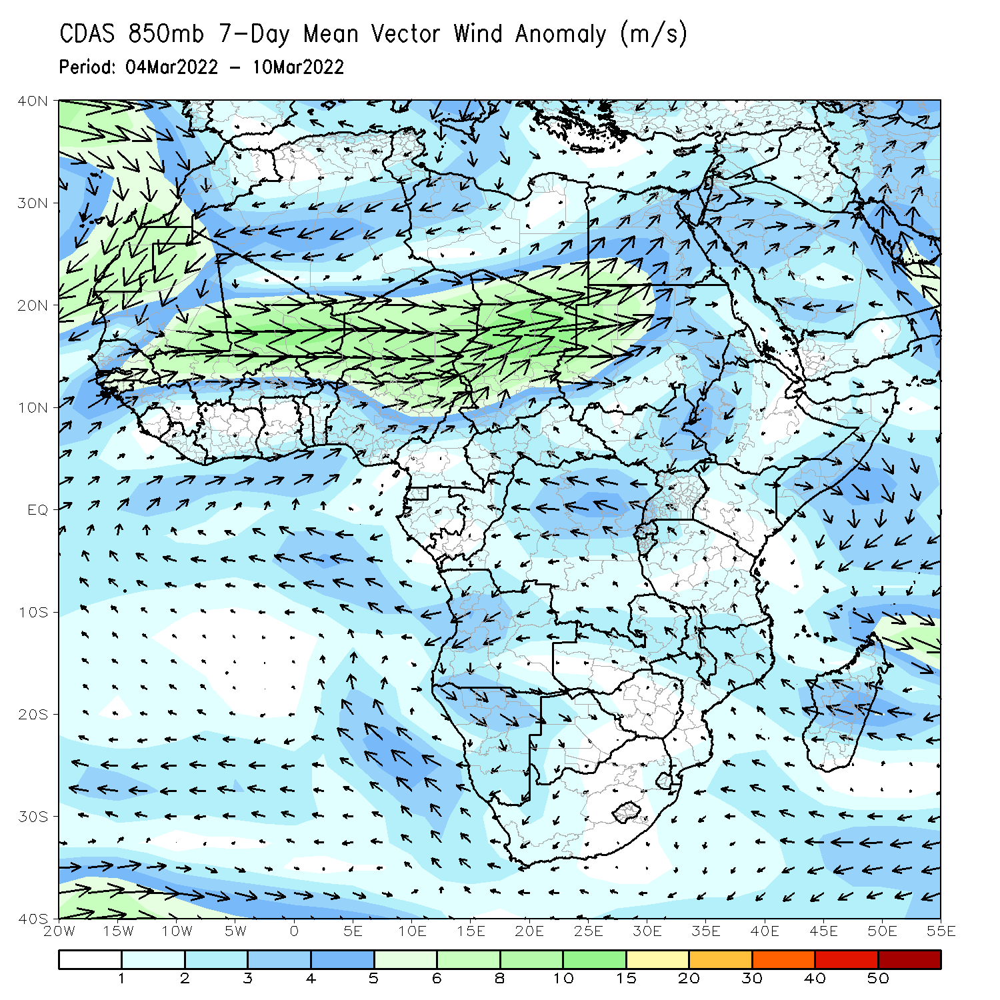 CDAS 850mb 7-Day Mean Vector Wind Anomaly (m/s)
Period: 04Mar2022 - 10Mar2022
40N
30N
20N
10N
EQ
10S
20S
30S
40S
20W 15W 10W 5W 0 5E 10E 15E 20E 25E 30E 35E 40E 45E 50E 55E
1 2 3 4 5 6 8 10 15 20 30 40 50